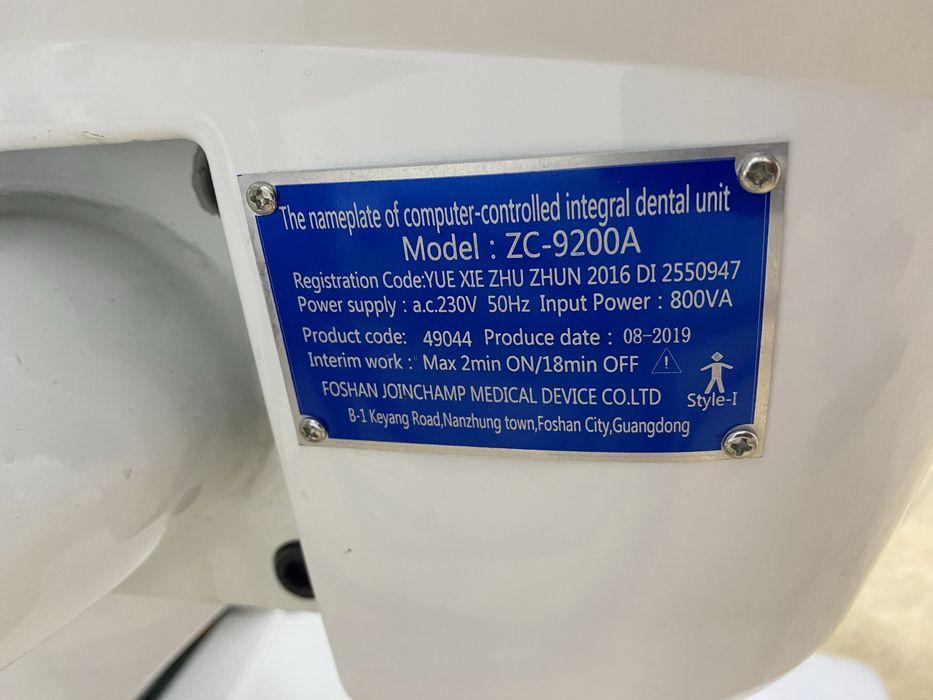 The nameplate of computer-controlled integral dental unit
Model : ZC-9200A
Registration Code:YUE XIE ZHU ZHUN 2016 DI 2550947
Power supply : a.c.230V 50Hz Input Power : 800VA
Product code: 49044 Produce date : 08-2019
Interim work : Max 2min ON/18min OFF
FOSHAN JOINCHAMP MEDICAL DEVICE CO.LTD
Style-I
B-1 Keyang Road,Nanzhung town,Foshan City,Guangdong